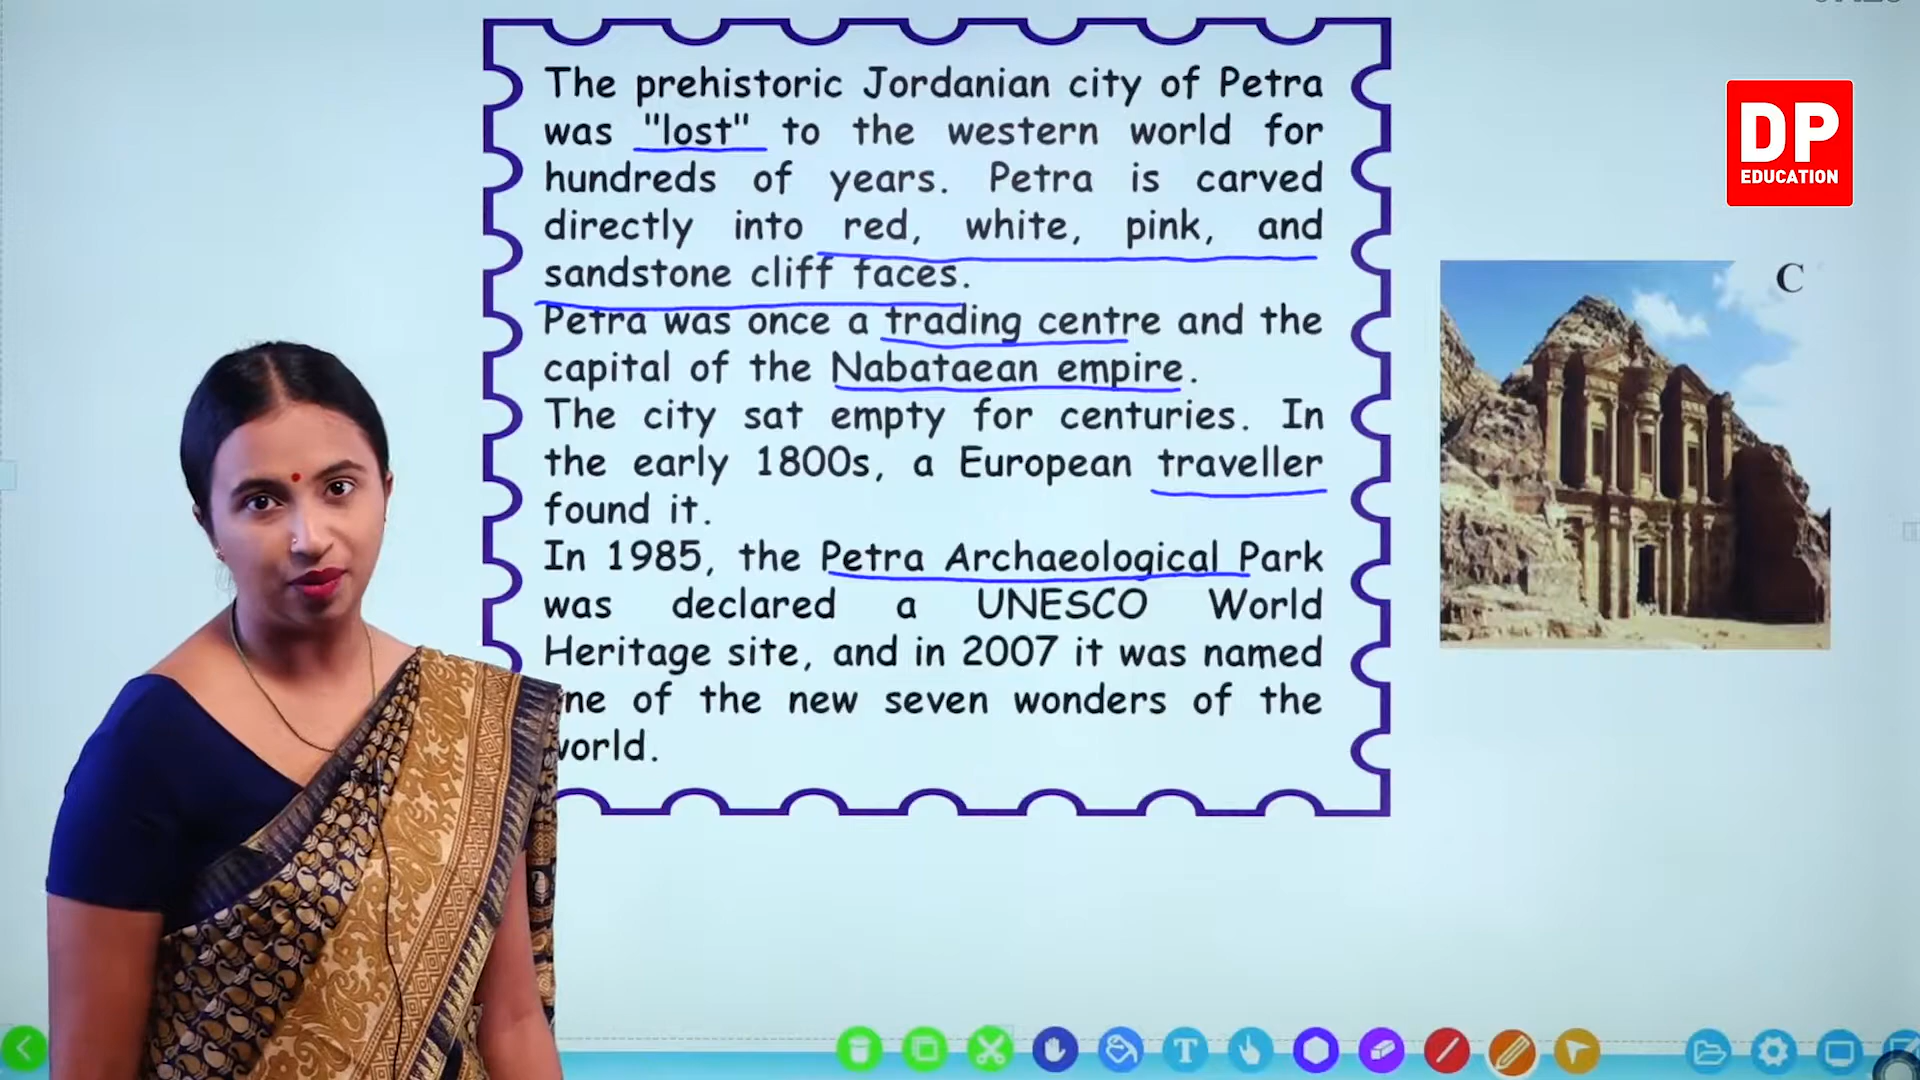 The prehistoric Jordanian city of Petra
was "lost" to the western world for
hundreds of years. Petra is carved
directly into red, white, pink, and
sandstone cliff faces.
Petra was once a trading centre and the
capital of the Nabataean empire.
The city sat empty for centuries. In
the early 1800s, a European traveller
found it.
In 1985, the Petra Archaeological Park
was declared a UNESCO World
Heritage site, and in 2007 it was named
of the new seven wonders of the
DP
EDUCATION
C
T